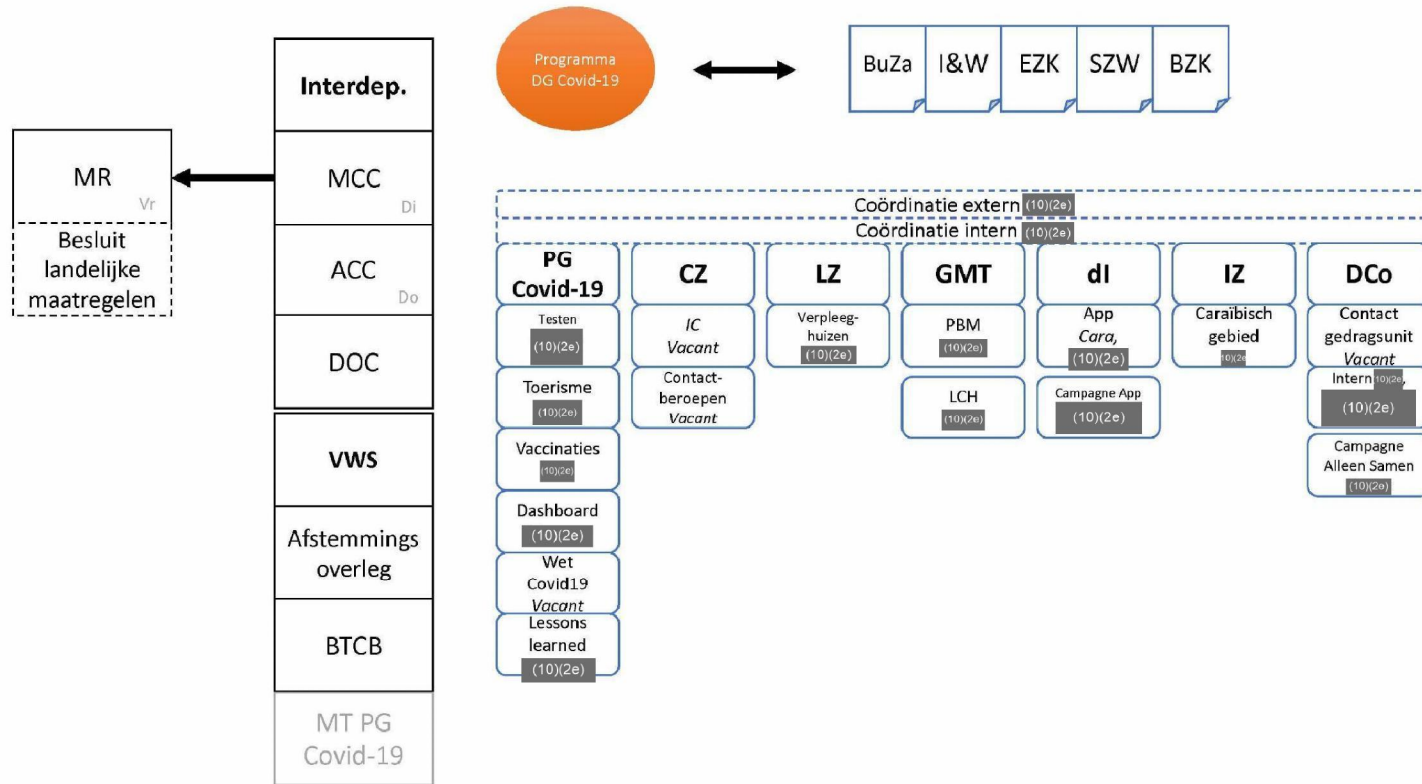 Interdep.
MCC
Di
ACC
Do
DOC
VWS
Afstemmings
overleg
BTCB
MT PG
Covid-19
MR
Vr
Besluit
landelijke
maatregelen
Programma
DG Covid-19
BuZa
I&W
EZK
SZW
BZK
Coördinatie extern (10)(2e)
Coördinatie intern (10)(2e)
PG
Covid-19
Testen
(10)(2e)
Toerisme
(10)(2e)
Vaccinaties
(10)(2e)
Dashboard
(10)(2e)
Wet
Covid19
Vacant
Lessons
learned
(10)(2e)
CZ
IC
Vacant
Contact-
beroepen
Vacant
LZ
Verpleeg-
huizen
(10)(2e)
GMT
PBM
(10)(2e)
LCH
(10)(2e)
dI
App
Cara,
(10)(2e)
Campagne App
(10)(2e)
IZ
Caraïbisch
gebied
10)(2e
DCo
Contact
gedragsunit
Vacant
Intern 10)(2e),
(10)(2e)
Campagne
Alleen Samen
(10)(2e)